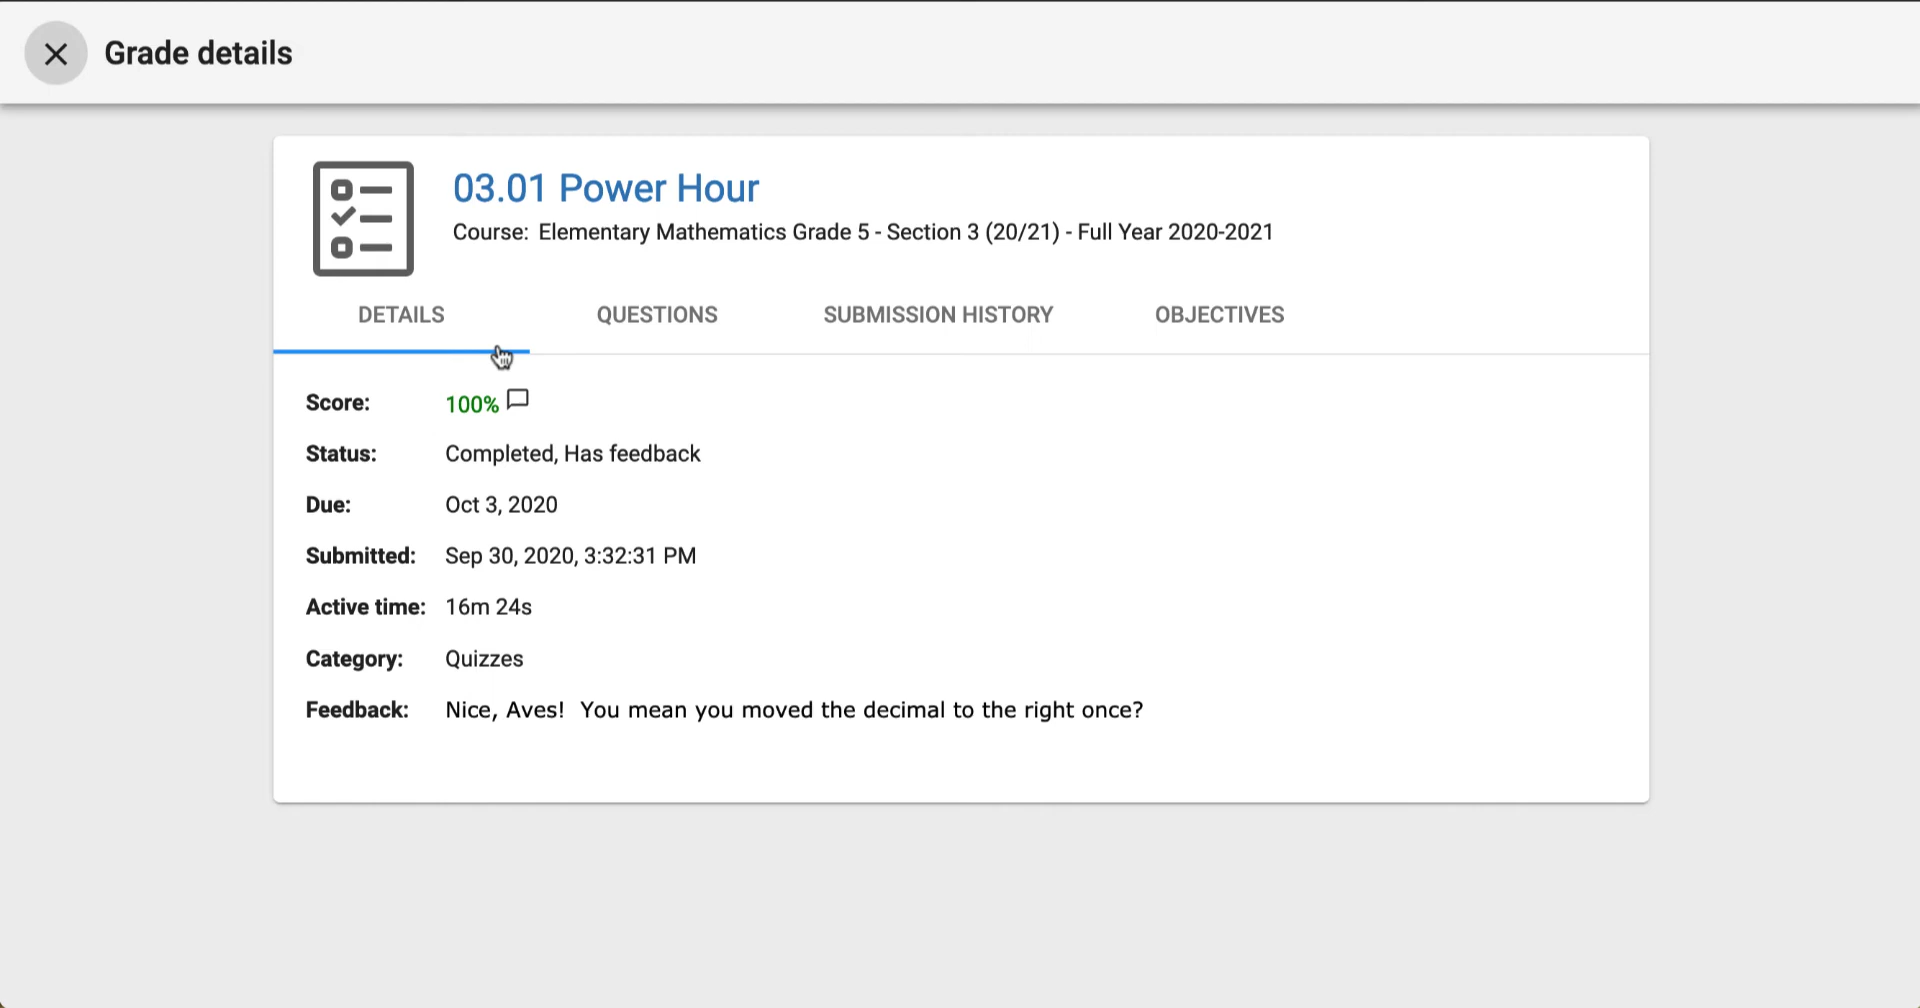 Grade details
03.01 Power Hour
Course: Elementary Mathematics Grade 5 - Section 3 (20/21) - Full Year 2020-2021
DETAILS QUESTIONS SUBMISSION HISTORY OBJECTIVES
Score: 100%
Status: Completed, Has feedback
Due: Oct 3, 2020
Submitted: Sep 30, 2020, 3:32:31 PM
Active time: 16m 24s
Category: Quizzes
Feedback: Nice, Aves! You mean you moved the decimal to the right once?